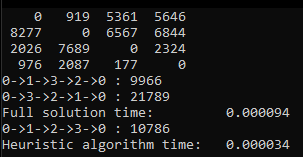 0 919 5361 5646
8277 0 6567 6844
2026 7689 0 2324
976 2087 177 0
0->1->3->2->0 : 9966
0->3->2->1->0 : 21789
Full solution time: 0.000094
0->1->2->3->0 : 10786
Heuristic algorithm time: 0.000034